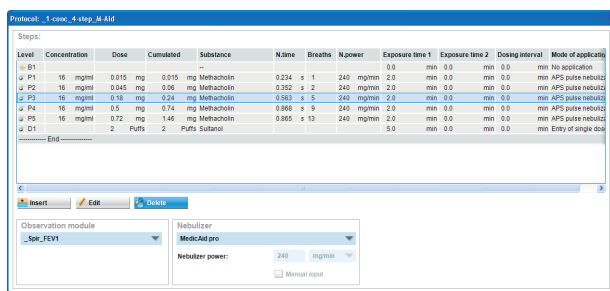 Protocol: _1-conc_4-step_M-Aid
Steps:
Level Concentration Dose Cumulated Substance N.time Breaths N.power Exposure time 1 Exposure time 2 Dosing interval Mode of applicatio
B1 -- 0.0 min 0.0 min 0.0 min No application
P1 16 mg/ml 0.015 mg 0.015 mg Methacholin 0.234 s 1 240 mg/min 2.0 min 0.0 min 0.0 min APS pulse nebuliz
P2 16 mg/ml 0.045 mg 0.06 mg Methacholin 0.352 s 2 240 mg/min 2.0 min 0.0 min 0.0 min APS pulse nebuliz
P3 16 mg/ml 0.18 mg 0.24 mg Methacholin 0.563 s 5 240 mg/min 2.0 min 0.0 min 0.0 min APS pulse nebuliz
P4 16 mg/ml 0.5 mg 0.74 mg Methacholin 0.868 s 9 240 mg/min 2.0 min 0.0 min 0.0 min APS pulse nebuliz
P5 16 mg/ml 0.72 mg 1.46 mg Methacholin 0.865 s 13 240 mg/min 2.0 min 0.0 min 0.0 min APS pulse nebuliz
D1 2 Puffs 2 Puffs Sultanol 5.0 min 0.0 min 0.0 min Entry of single dos
------------ End --------------
Insert Edit Delete
Observation module Nebulizer
_Spir_FEV1 MedicAid pro
Nebulizer power: 240 mg/min
Manual input